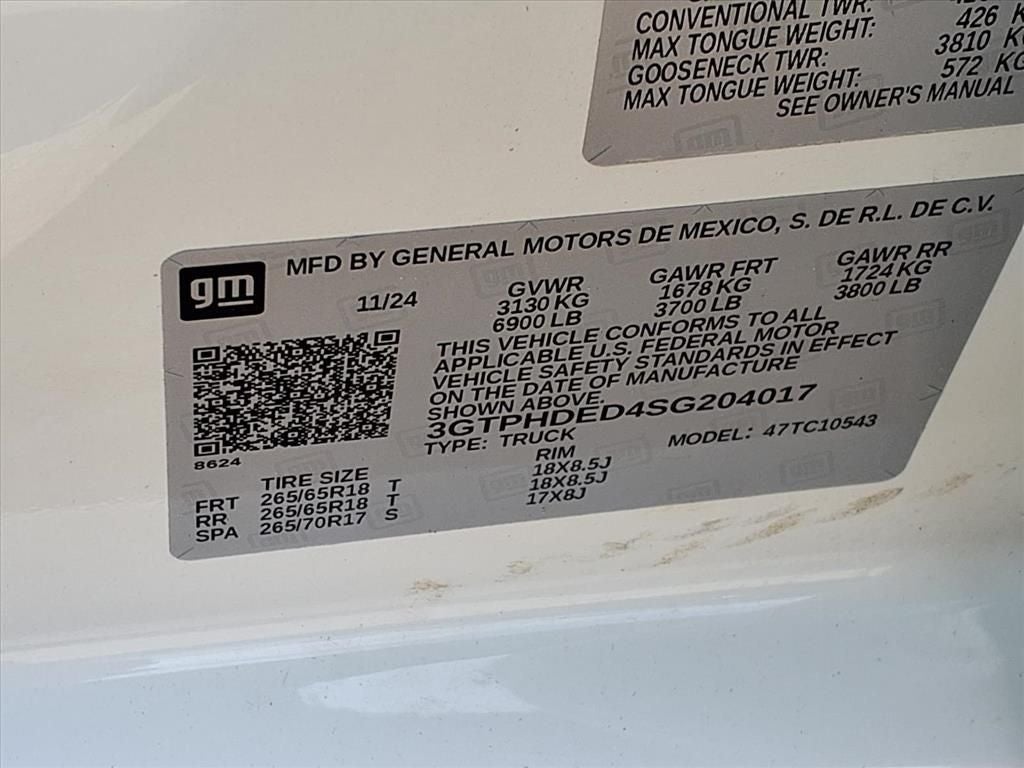 CONVENTIONAL TWR:
MAX TONGUE WEIGHT: 426 K
GOOSENECK TWR: 3810 KG
MAX TONGUE WEIGHT: 572 KG
SEE OWNER'S MANUAL
gm
MFD BY GENERAL MOTORS DE MEXICO, S. DE R.L. DE C.V.
11/24 GVWR GAWR FRT GAWR RR
3130 KG 1678 KG 1724 KG
6900 LB 3700 LB 3800 LB
THIS VEHICLE CONFORMS TO ALL
APPLICABLE U.S. FEDERAL MOTOR
VEHICLE SAFETY STANDARDS IN EFFECT
ON THE DATE OF MANUFACTURE
SHOWN ABOVE.
3GTPHDED4SG204017
TYPE: TRUCK MODEL: 47TC10543
8624
TIRE SIZE RIM
FRT 265/65R18 T 18X8.5J
RR 265/65R18 T 18X8.5J
SPA 265/70R17 S 17X8J